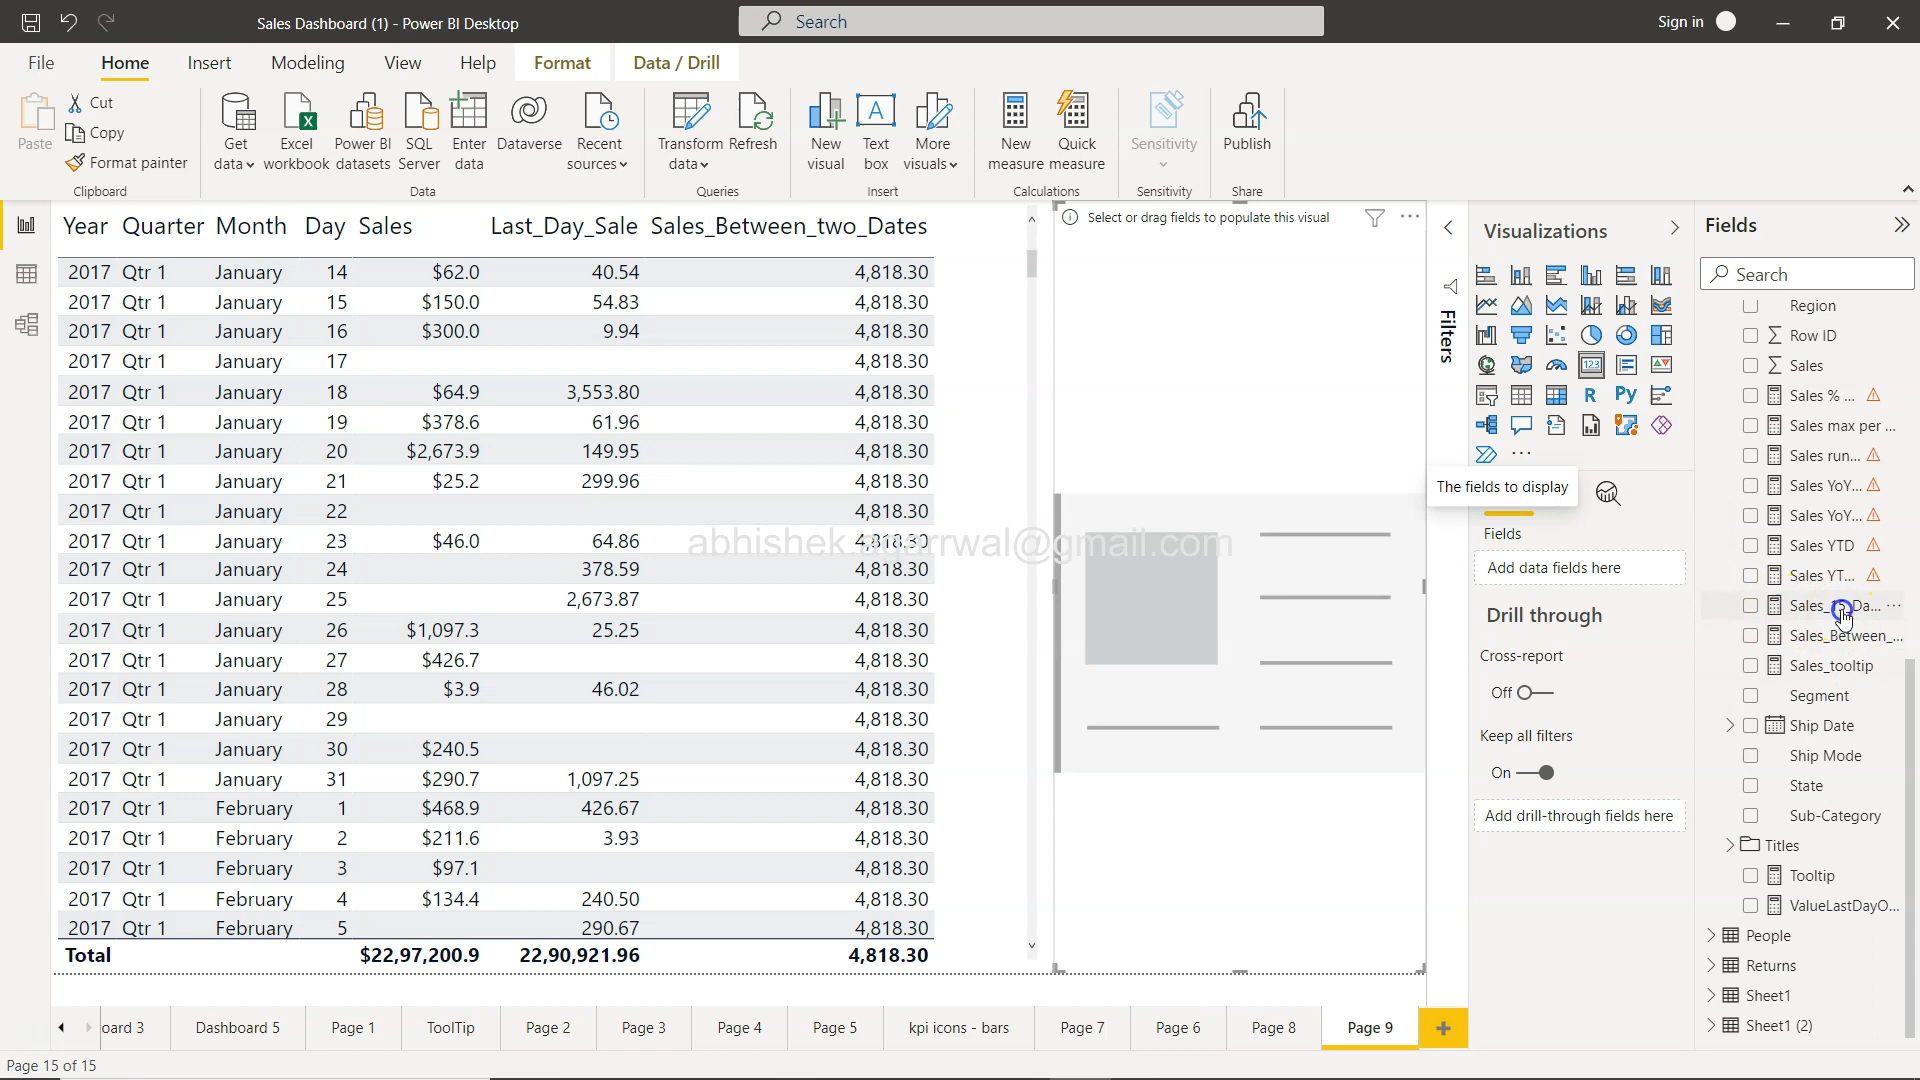 Sales Dashboard (1) - Power BI Desktop
Search
Sign in
File Home Insert Modeling View Help Format Data / Drill
Paste
Cut
Copy
Format painter
Clipboard
Get data
Excel workbook
Power BI datasets
SQL Server
Enter data
Dataverse
Recent sources
Data
Transform data
Refresh
Queries
New visual
Text box
More visuals
Insert
New measure
Quick measure
Calculations
Sensitivity
Sensitivity
Publish
Share
Year Quarter Month Day Sales Last_Day_Sale Sales_Between_two_Dates
2017 Qtr 1 January 14 $62.0 40.54 4,818.30
2017 Qtr 1 January 15 $150.0 54.83 4,818.30
2017 Qtr 1 January 16 $300.0 9.94 4,818.30
2017 Qtr 1 January 17 4,818.30
2017 Qtr 1 January 18 $64.9 3,553.80 4,818.30
2017 Qtr 1 January 19 $378.6 61.96 4,818.30
2017 Qtr 1 January 20 $2,673.9 149.95 4,818.30
2017 Qtr 1 January 21 $25.2 299.96 4,818.30
2017 Qtr 1 January 22 4,818.30
2017 Qtr 1 January 23 $46.0 64.86 4,818.30
2017 Qtr 1 January 24 378.59 4,818.30
2017 Qtr 1 January 25 2,673.87 4,818.30
2017 Qtr 1 January 26 $1,097.3 25.25 4,818.30
2017 Qtr 1 January 27 $426.7 4,818.30
2017 Qtr 1 January 28 $3.9 46.02 4,818.30
2017 Qtr 1 January 29 4,818.30
2017 Qtr 1 January 30 $240.5 4,818.30
2017 Qtr 1 January 31 $290.7 1,097.25 4,818.30
2017 Qtr 1 February 1 $468.9 426.67 4,818.30
2017 Qtr 1 February 2 $211.6 3.93 4,818.30
2017 Qtr 1 February 3 $97.1 4,818.30
2017 Qtr 1 February 4 $134.4 240.50 4,818.30
2017 Qtr 1 February 5 290.67 4,818.30
Total $22,97,200.9 22,90,921.96 4,818.30
abhishek.agarrwal@gmail.com
Select or drag fields to populate this visual
Filters
Visualizations
123
R Py
The fields to display
Fields
Add data fields here
Drill through
Cross-report
Off
Keep all filters
On
Add drill-through fields here
Fields
Search
Region
Row ID
Sales
Sales % ...
Sales max per ...
Sales run...
Sales YoY...
Sales YoY...
Sales YTD
Sales YT...
Sales_15_Da...
Sales_Between_...
Sales_tooltip
Segment
Ship Date
Ship Mode
State
Sub-Category
Titles
Tooltip
ValueLastDayO...
People
Returns
Sheet1
Sheet1 (2)
oard 3 Dashboard 5 Page 1 ToolTip Page 2 Page 3 Page 4 Page 5 kpi icons - bars Page 7 Page 6 Page 8 Page 9
Page 15 of 15